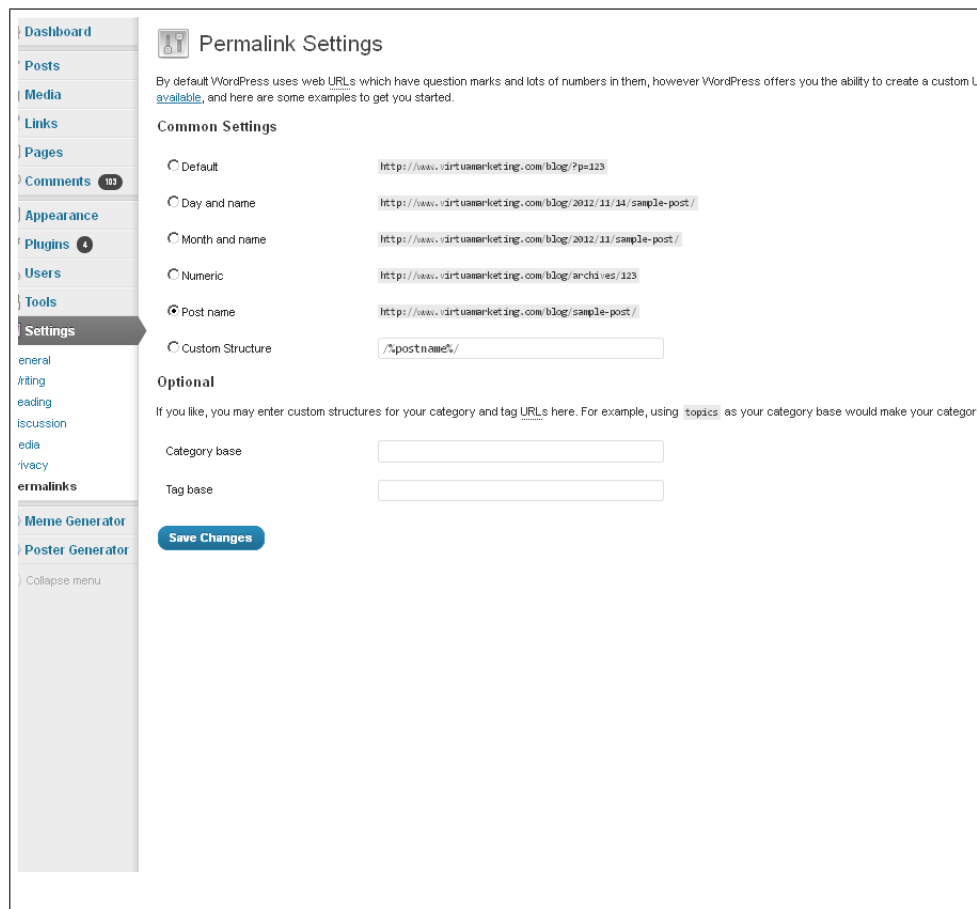 Dashboard
Posts
Media
Links
Pages
Comments 103
Appearance
Plugins 4
Users
Tools
Settings
eneral
riting
eading
iscussion
edia
rivacy
ermalinks
Meme Generator
Poster Generator
Collapse menu
Permalink Settings
By default WordPress uses web URLs which have question marks and lots of numbers in them, however WordPress offers you the ability to create a custom U
available, and here are some examples to get you started.
Common Settings
Default http://www.virtuamarketing.com/blog/?p=123
Day and name http://www.virtuamarketing.com/blog/2012/11/14/sample-post/
Month and name http://www.virtuamarketing.com/blog/2012/11/sample-post/
Numeric http://www.virtuamarketing.com/blog/archives/123
Post name http://www.virtuamarketing.com/blog/sample-post/
Custom Structure /%postname%/
Optional
If you like, you may enter custom structures for your category and tag URLs here. For example, using topics as your category base would make your categor
Category base
Tag base
Save Changes